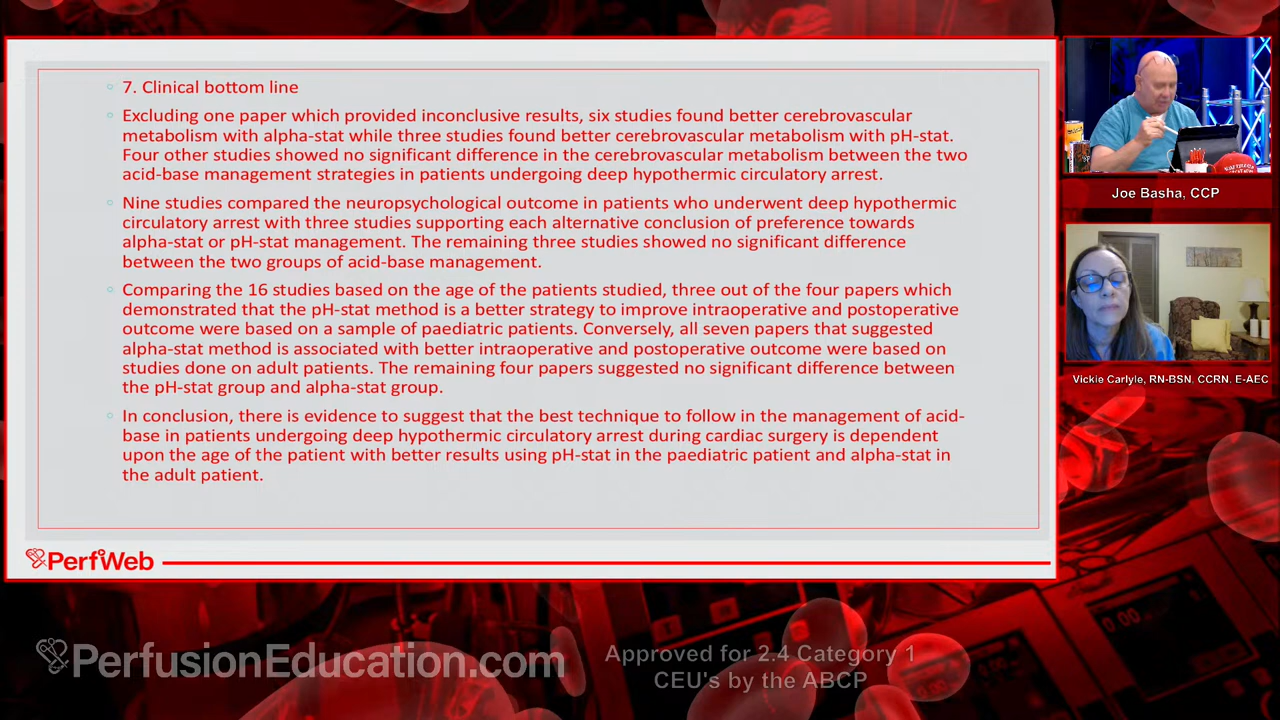 7. Clinical bottom line
Excluding one paper which provided inconclusive results, six studies found better cerebrovascular
metabolism with alpha-stat while three studies found better cerebrovascular metabolism with pH-stat.
Four other studies showed no significant difference in the cerebrovascular metabolism between the two
acid-base management strategies in patients undergoing deep hypothermic circulatory arrest.
Nine studies compared the neuropsychological outcome in patients who underwent deep hypothermic
circulatory arrest with three studies supporting each alternative conclusion of preference towards
alpha-stat or pH-stat management. The remaining three studies showed no significant difference
between the two groups of acid-base management.
Comparing the 16 studies based on the age of the patients studied, three out of the four papers which
demonstrated that the pH-stat method is a better strategy to improve intraoperative and postoperative
outcome were based on a sample of paediatric patients. Conversely, all seven papers that suggested
alpha-stat method is associated with better intraoperative and postoperative outcome were based on
studies done on adult patients. The remaining four papers suggested no significant difference between
the pH-stat group and alpha-stat group.
In conclusion, there is evidence to suggest that the best technique to follow in the management of acid-
base in patients undergoing deep hypothermic circulatory arrest during cardiac surgery is dependent
upon the age of the patient with better results using pH-stat in the paediatric patient and alpha-stat in
the adult patient.
PerfWeb
Joe Basha, CCP
Vickie Carlyle, RN-BSN, CCRN, E-AEC
PerfusionEducation.com
Approved for 2.4 Category 1
CEU's by the ABCP